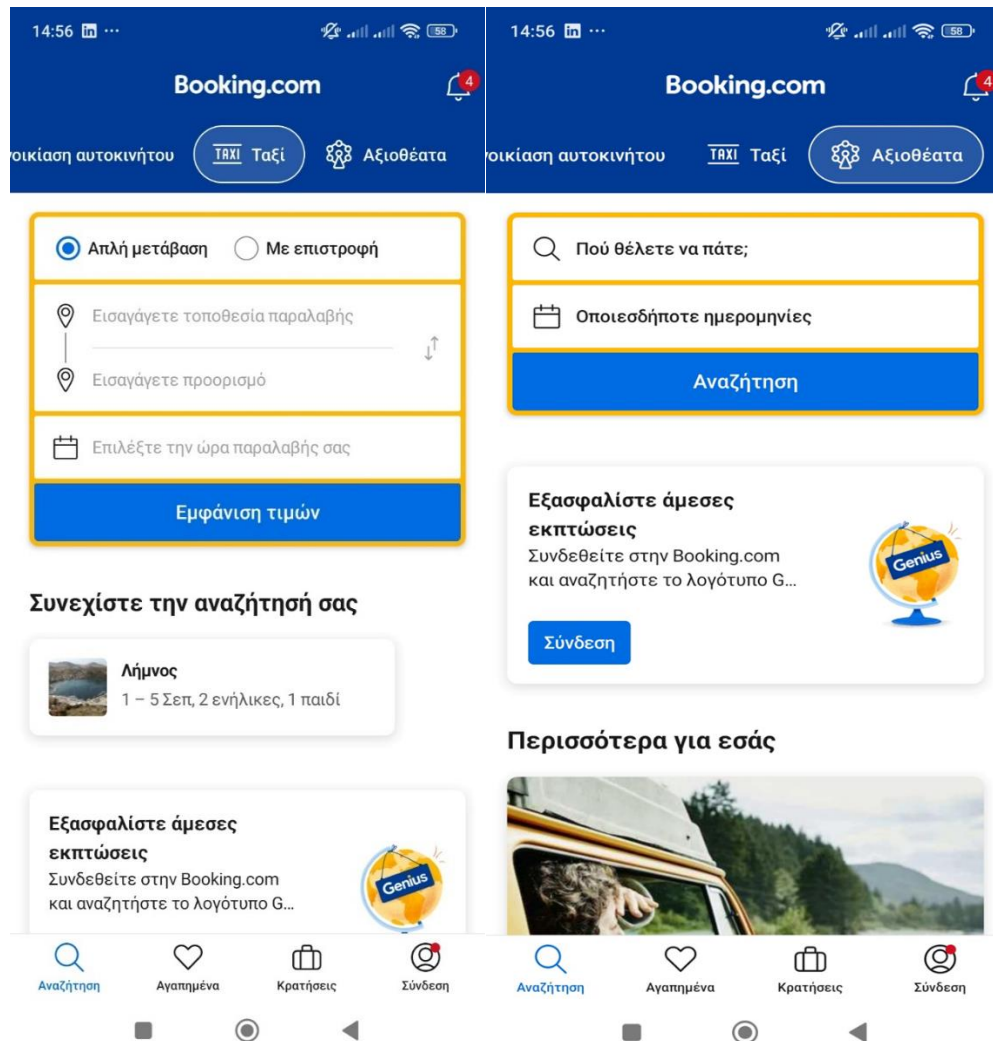 14:56 in ... 58
Booking.com 4
οικίαση αυτοκινήτου TAXI Ταξί Αξιοθέατα
Απλή μετάβαση Με επιστροφή
Εισαγάγετε τοποθεσία παραλαβής
Εισαγάγετε προορισμό
Επιλέξτε την ώρα παραλαβής σας
Εμφάνιση τιμών
Συνεχίστε την αναζήτησή σας
Λήμνος
1 – 5 Σεπ, 2 ενήλικες, 1 παιδί
Εξασφαλίστε άμεσες
εκπτώσεις
Συνδεθείτε στην Booking.com
και αναζητήστε το λογότυπο G...
Genius
Αναζήτηση Αγαπημένα Κρατήσεις Σύνδεση
14:56 in ... 58
Booking.com 4
οικίαση αυτοκινήτου TAXI Ταξί Αξιοθέατα
Πού θέλετε να πάτε;
Οποιεσδήποτε ημερομηνίες
Αναζήτηση
Εξασφαλίστε άμεσες
εκπτώσεις
Συνδεθείτε στην Booking.com
και αναζητήστε το λογότυπο G...
Genius
Σύνδεση
Περισσότερα για εσάς
Αναζήτηση Αγαπημένα Κρατήσεις Σύνδεση